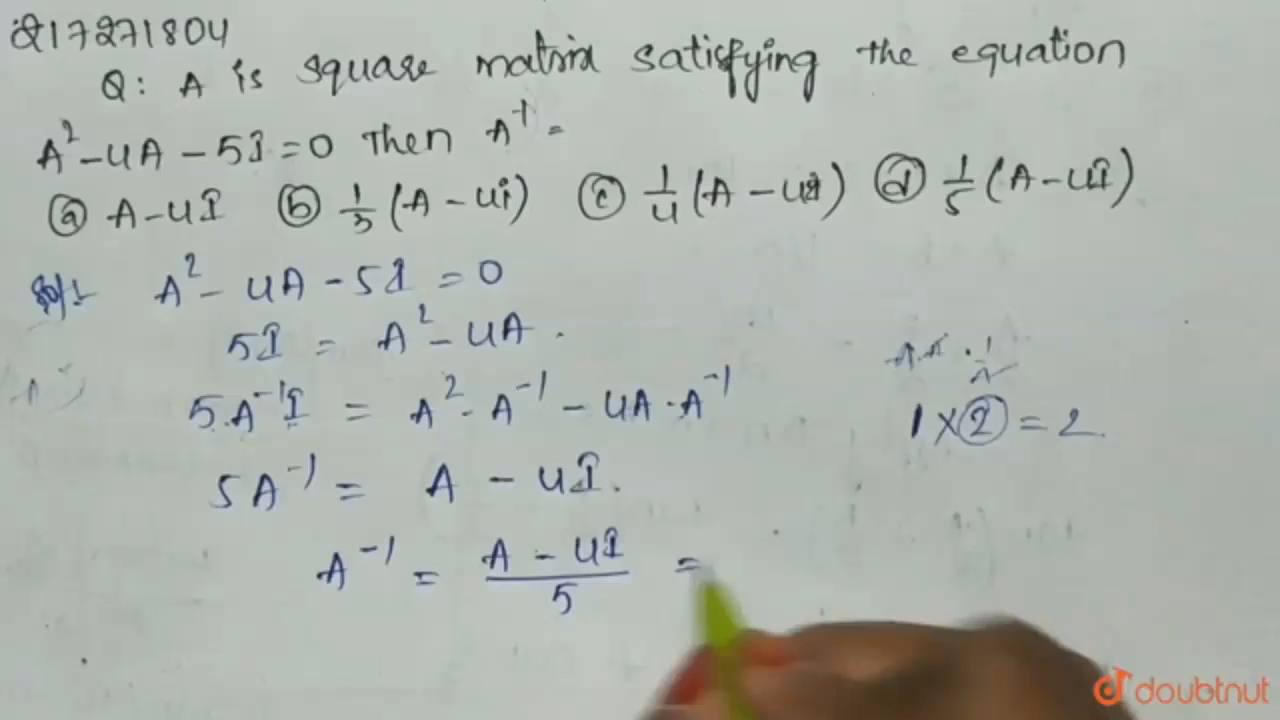 Q17271804
Q: A is square matrix satisfying the equation
A² - 4A - 5I = 0 Then A⁻¹ =
ⓐ A - 4I ⓑ 1/3 (A - 4i) ⓒ 1/4 (A - 4I) ⓓ 1/5 (A - 4I)
A² - 4A - 5I = 0
5I = A² - 4A .
5.A⁻¹I = A² . A⁻¹ - 4A . A⁻¹
1 × ② = 2
5A⁻¹ = A - 4I.
A⁻¹ = (A - 4I)/5 =
doubtnut